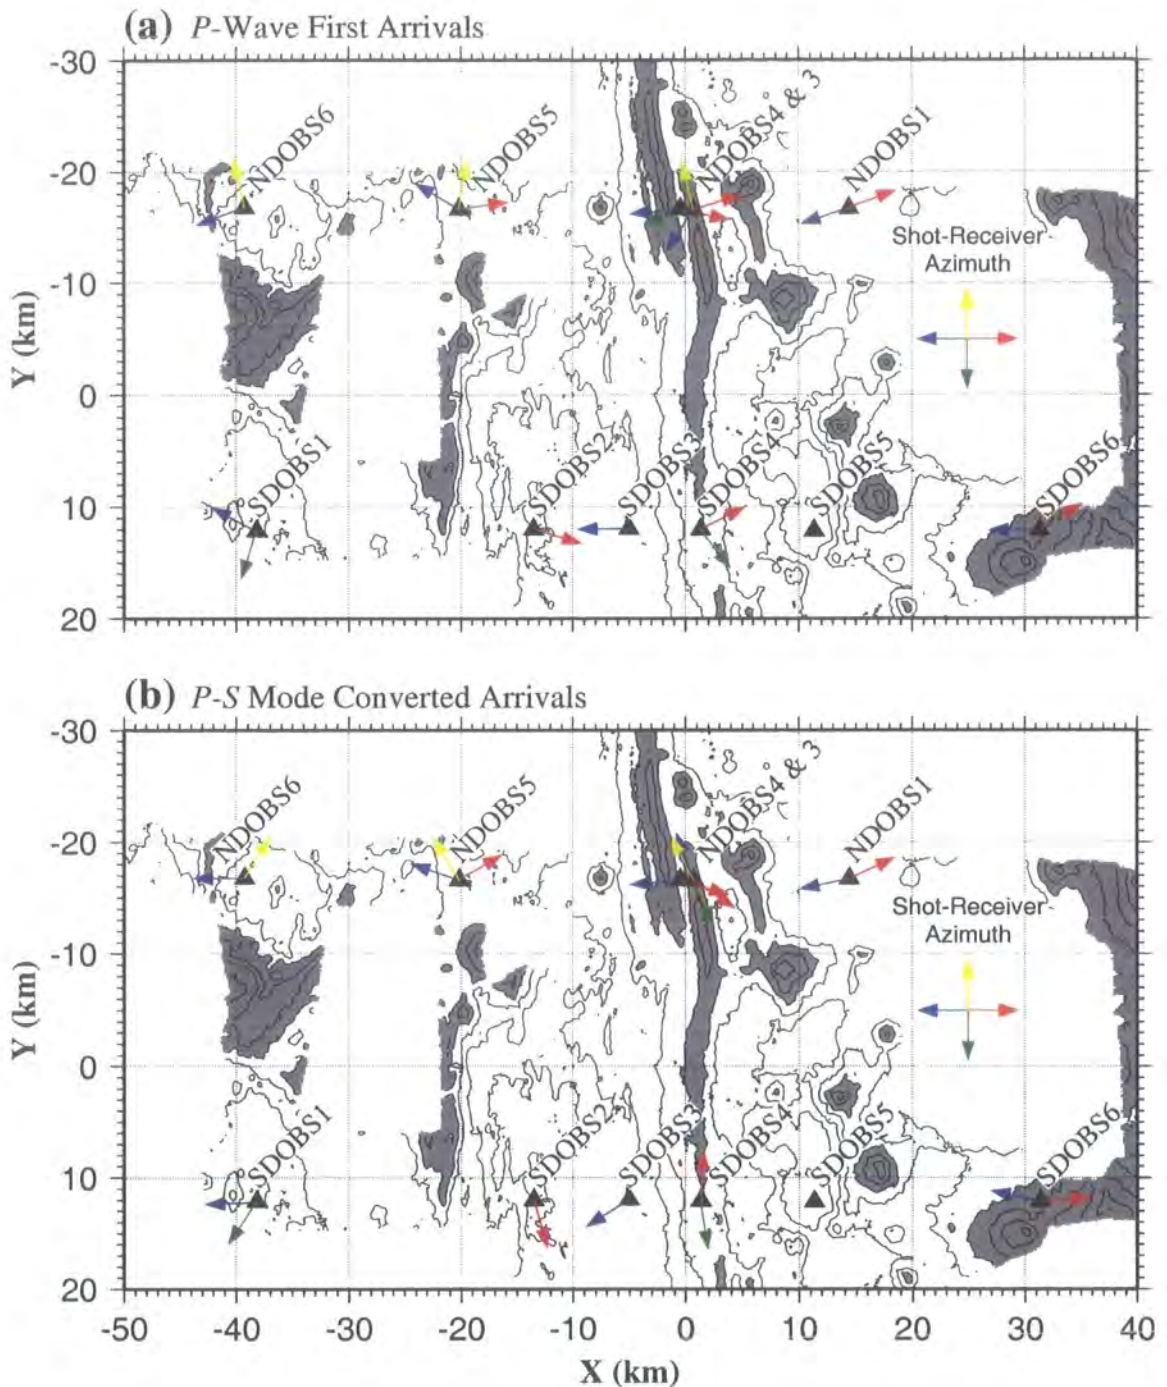 (a) P-Wave First Arrivals
-30
-20
-10
0
10
20
Y (km)
NDOBS6
NDOBS5
NDOBS4 & 3
NDOBS1
Shot-Receiver
Azimuth
SDOBS1
SDOBS2
SDOBS3
SDOBS4
SDOBS5
SDOBS6
(b) P-S Mode Converted Arrivals
-30
-20
-10
0
10
20
Y (km)
NDOBS6
NDOBS5
NDOBS4 & 3
NDOBS1
Shot-Receiver
Azimuth
SDOBS1
SDOBS2
SDOBS3
SDOBS4
SDOBS5
SDOBS6
-50 -40 -30 -20 -10 0 10 20 30 40
X (km)